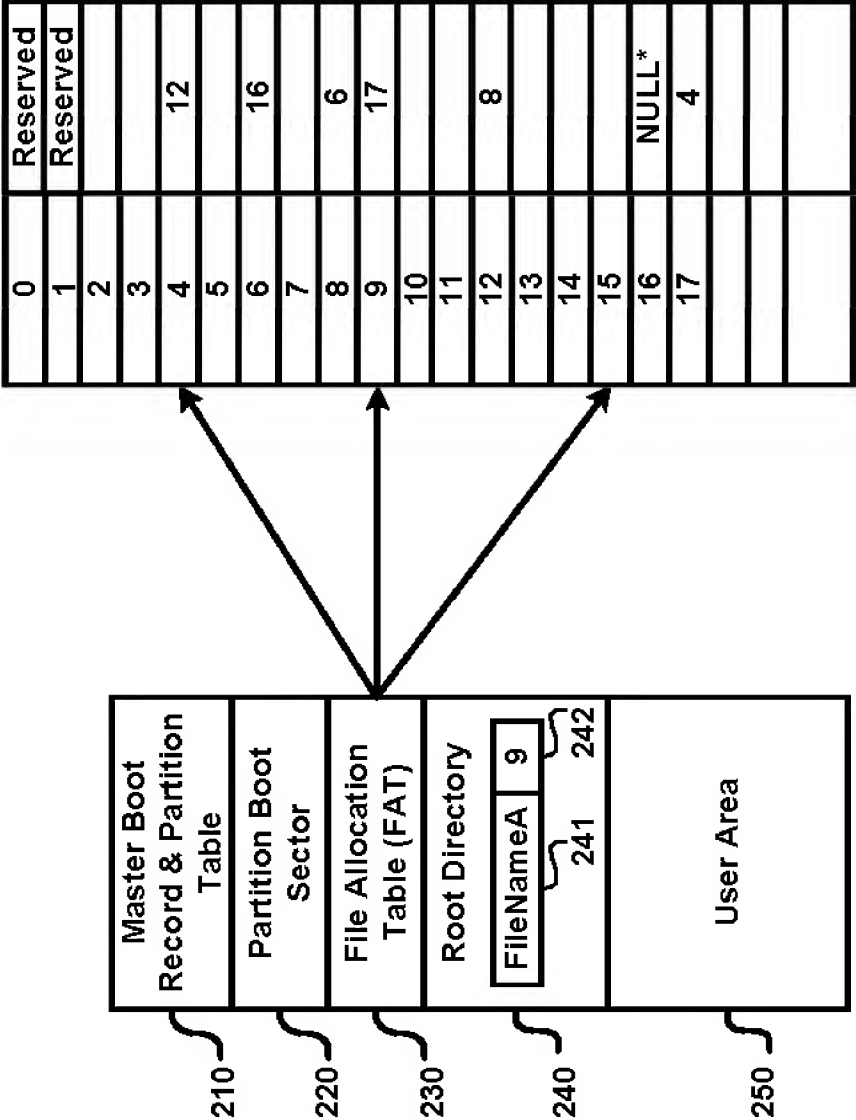 210
Master Boot
Record & Partition
Table
220
Partition Boot
Sector
230
File Allocation
Table (FAT)
240
Root Directory
FileNameA 9
241 242
250
User Area
0 Reserved
1 Reserved
2
3
4 12
5
6 16
7
8 6
9 17
10
11
12 8
13
14
15
16 NULL*
17 4